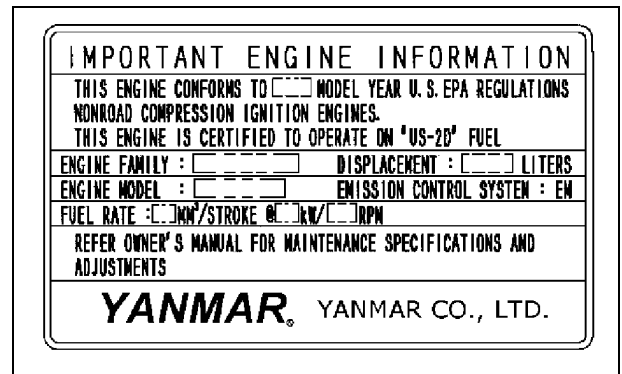 IMPORTANT ENGINE INFORMATION
THIS ENGINE CONFORMS TO MODEL YEAR U.S. EPA REGULATIONS
NONROAD COMPRESSION IGNITION ENGINES.
THIS ENGINE IS CERTIFIED TO OPERATE ON "US-2D" FUEL
ENGINE FAMILY : DISPLACEMENT : LITERS
ENGINE MODEL : EMISSION CONTROL SYSTEM : EM
FUEL RATE : MM³/STROKE @ kW/ RPM
REFER OWNER'S MANUAL FOR MAINTENANCE SPECIFICATIONS AND
ADJUSTMENTS
YANMAR® YANMAR CO., LTD.